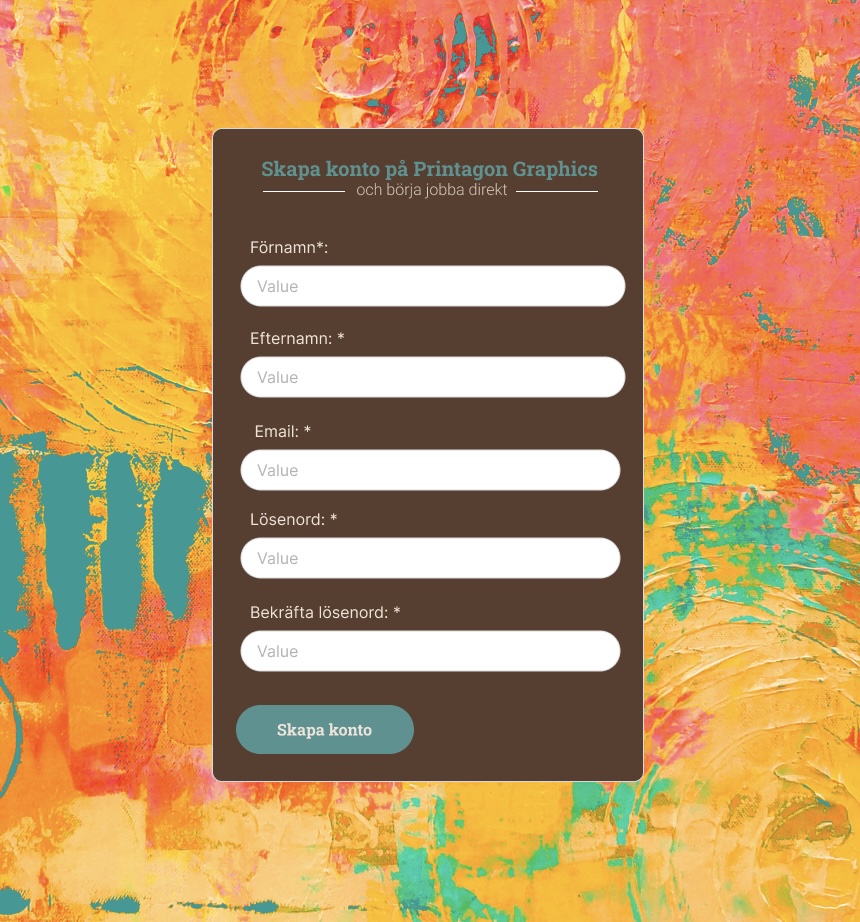 Skapa konto på Printagon Graphics
och börja jobba direkt
Förnamn*:
Value
Efternamn: *
Value
Email: *
Value
Lösenord: *
Value
Bekräfta lösenord: *
Value
Skapa konto